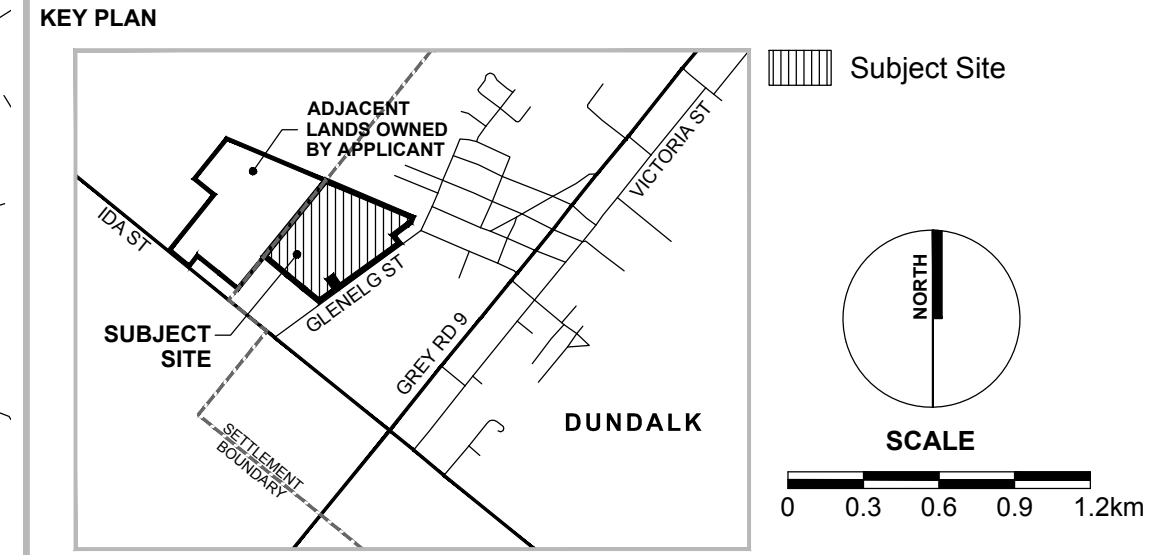 KEY PLAN
Subject Site
ADJACENT
LANDS OWNED
BY APPLICANT
VICTORIA ST
IDA ST
GLENELG ST
SUBJECT
SITE
GREY RD 9
DUNDALK
SETTLEMENT
BOUNDARY
NORTH
SCALE
0 0.3 0.6 0.9 1.2km